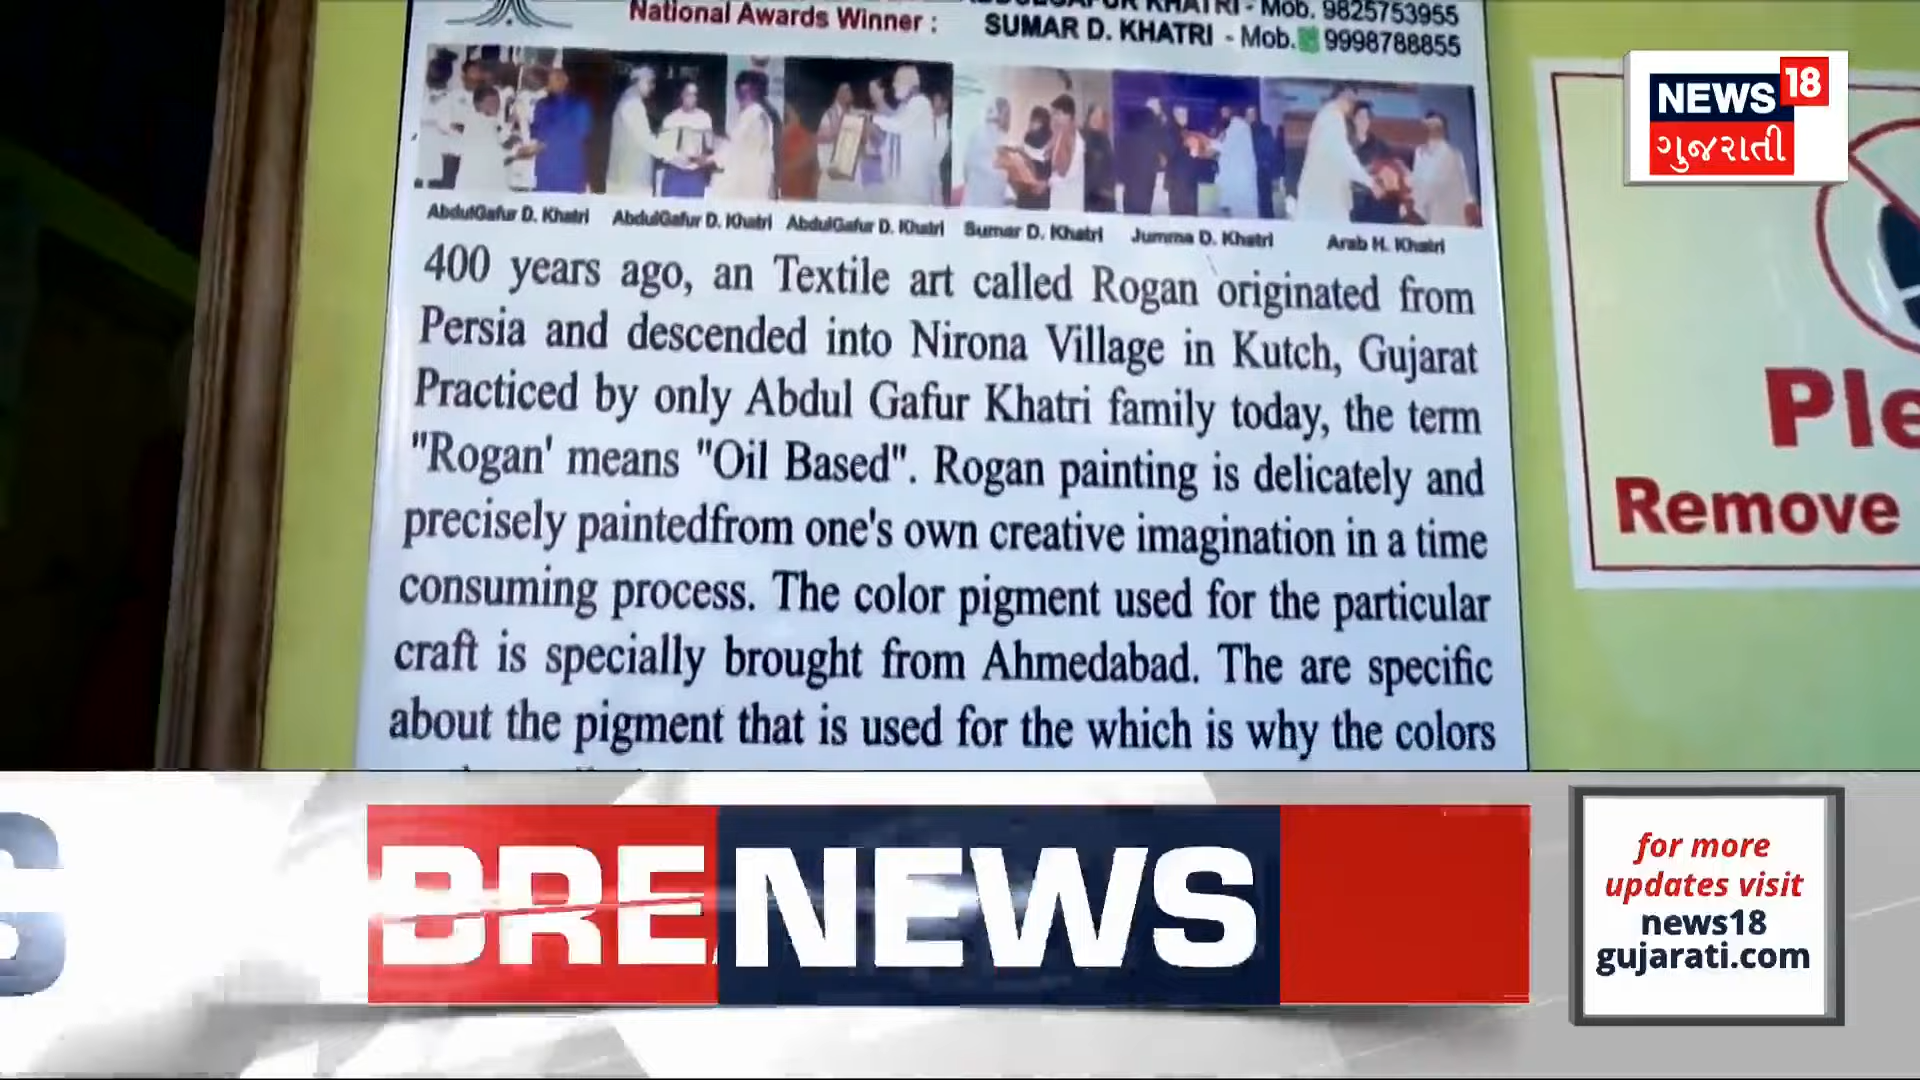 KHATRI - Mob. 9825753955
National Awards Winner :
SUMAR D. KHATRI - Mob. 9998788855
AbdulGafur D. Khatri AbdulGafur D. Khatri AbdulGafur D. Khatri Sumar D. Khatri Jumma D. Khatri Arab H. Khatri
400 years ago, an Textile art called Rogan originated from
Persia and descended into Nirona Village in Kutch, Gujarat
Practiced by only Abdul Gafur Khatri family today, the term
"Rogan' means "Oil Based". Rogan painting is delicately and
precisely paintedfrom one's own creative imagination in a time
consuming process. The color pigment used for the particular
craft is specially brought from Ahmedabad. The are specific
about the pigment that is used for the which is why the colors
NEWS 18
ગુજરાતી
Ple
Remove
S
BRE NEWS
for more
updates visit
news18
gujarati.com